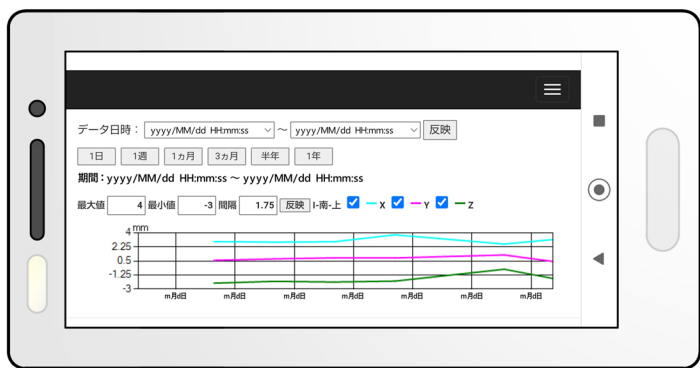 データ日時： yyyy/MM/dd HH:mm:ss ～ yyyy/MM/dd HH:mm:ss 反映
1日 1週 1ヵ月 3ヵ月 半年 1年
期間：yyyy/MM/dd HH:mm:ss ～ yyyy/MM/dd HH:mm:ss
最大値 4 最小値 -3 間隔 1.75 反映 I-南-上 X Y Z
mm
4
2.25
0.5
-1.25
-3
m月d日 m月d日 m月d日 m月d日 m月d日 m月d日 m月d日